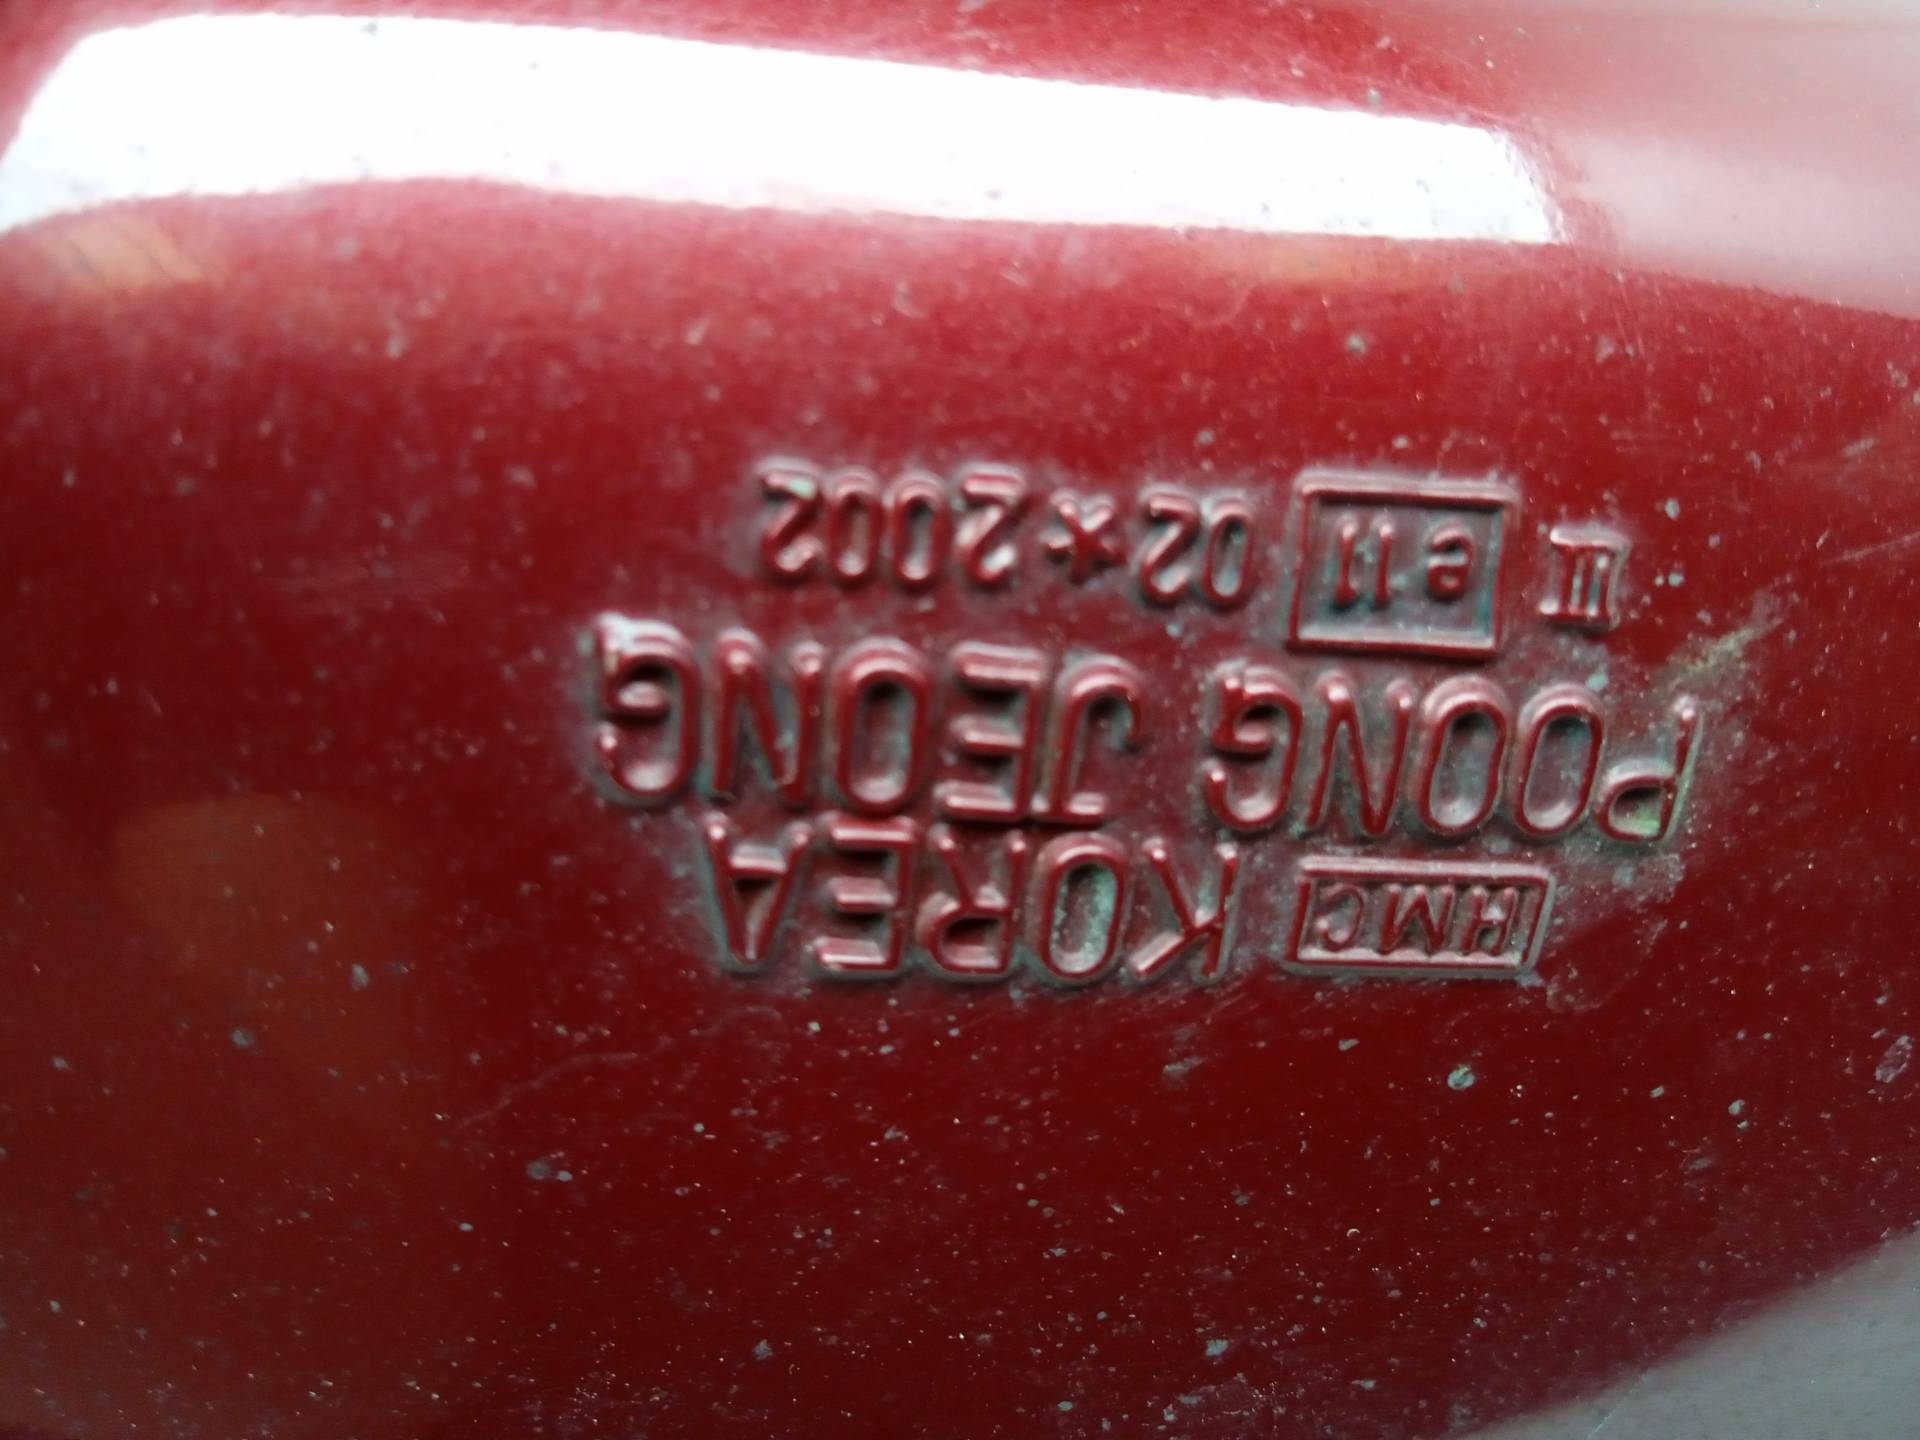 HMC KOREA
POONG JEONG
III e11 02*2002